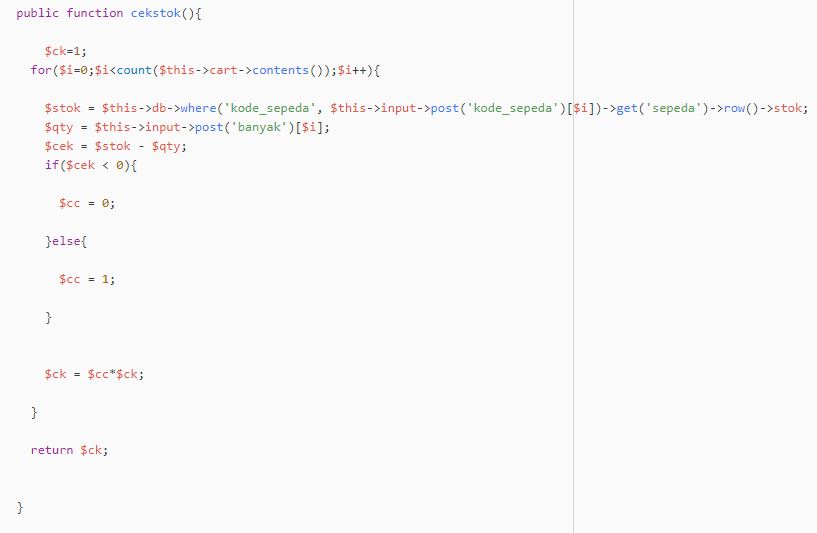 public function cekstok(){
$ck=1;
for($i=0;$i<count($this->cart->contents());$i++){
$stok = $this->db->where('kode_sepeda', $this->input->post('kode_sepeda')[$i])->get('sepeda')->row()->stok;
$qty = $this->input->post('banyak')[$i];
$cek = $stok - $qty;
if($cek < 0){
$cc = 0;
}else{
$cc = 1;
}
$ck = $cc*$ck;
}
return $ck;
}